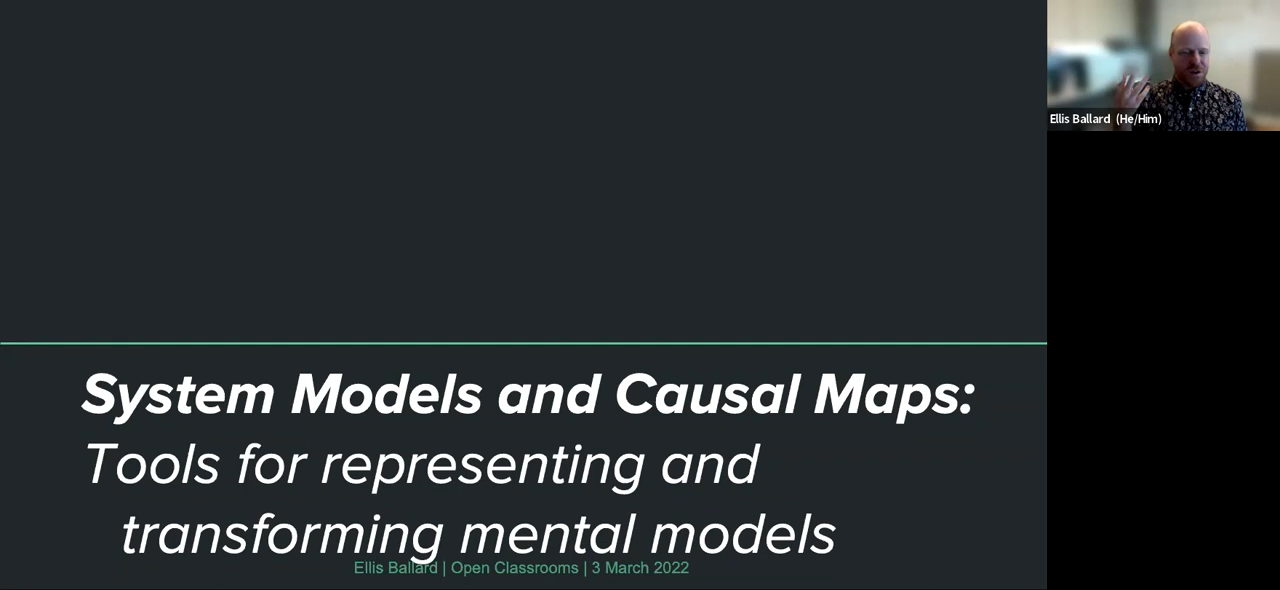 Ellis Ballard (He/Him)
System Models and Causal Maps:
Tools for representing and
transforming mental models
Ellis Ballard | Open Classrooms | 3 March 2022